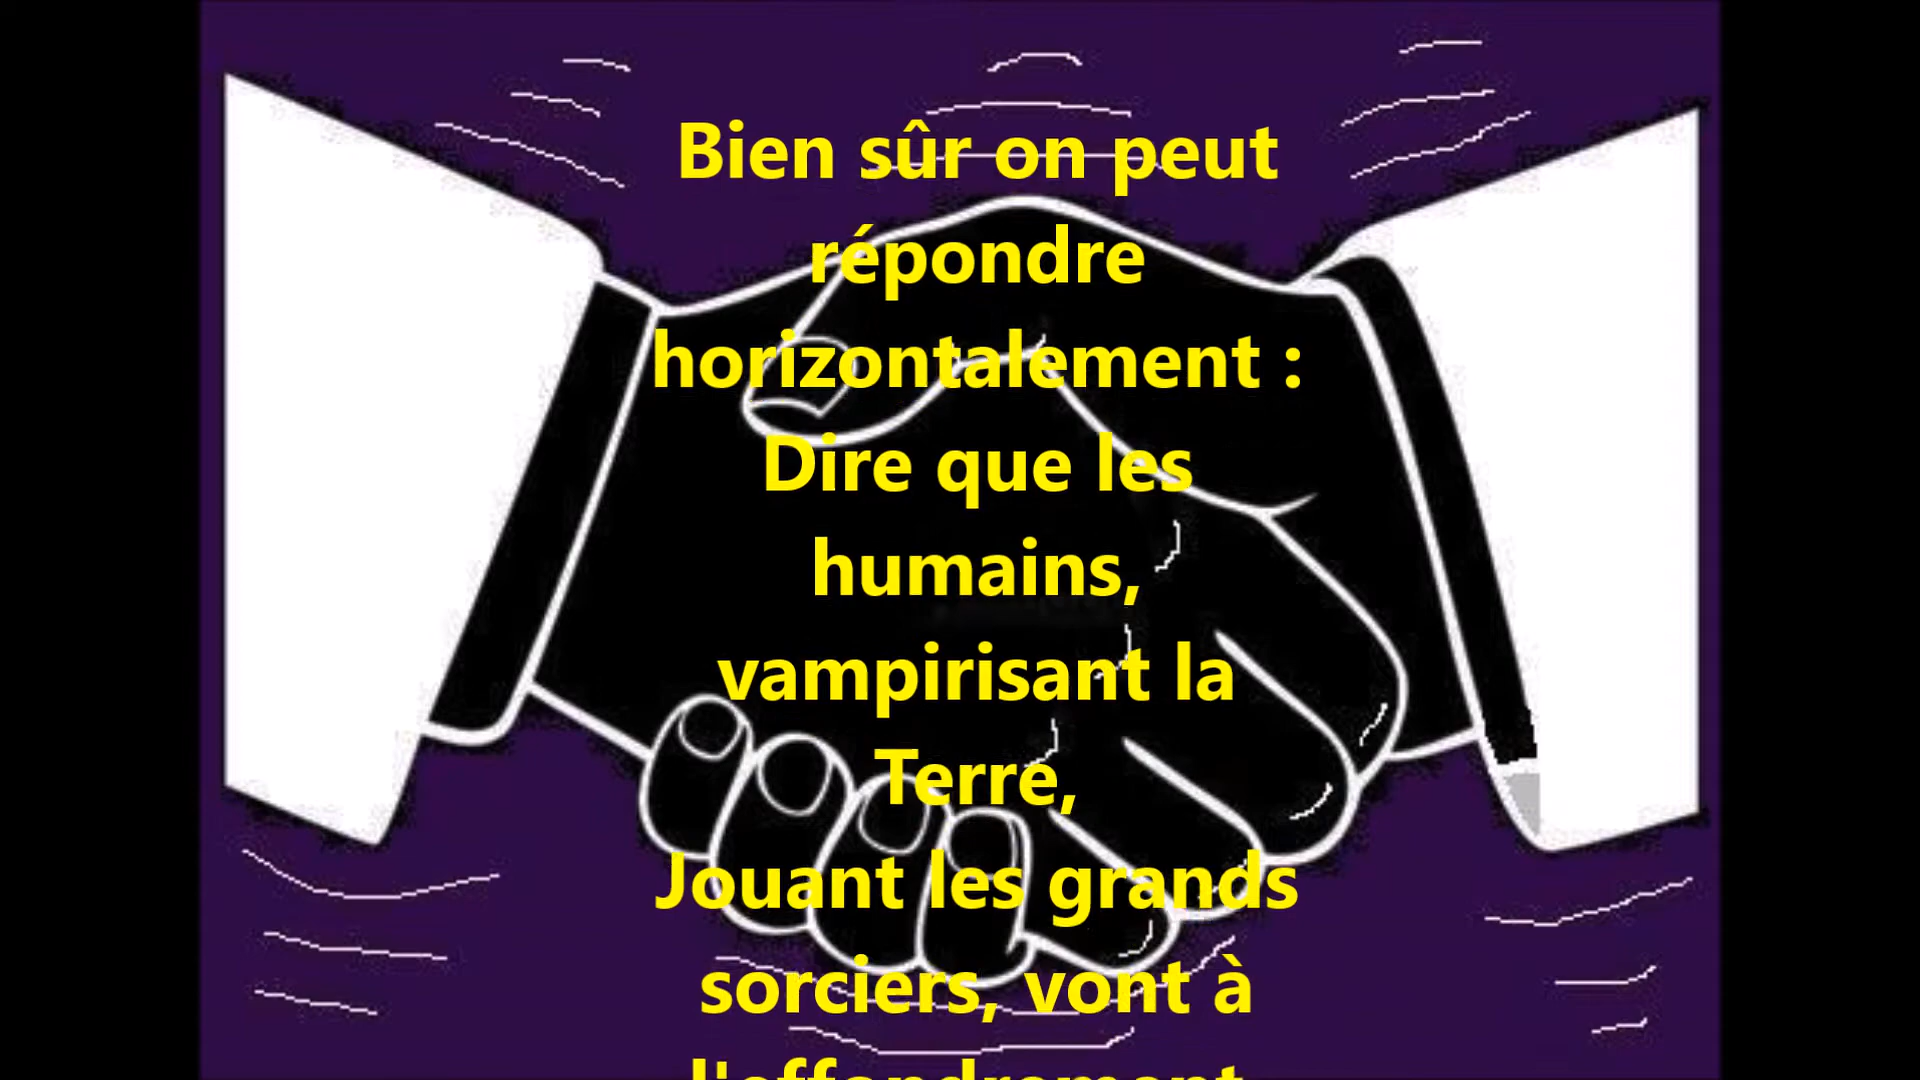 Bien sûr on peut
répondre
horizontalement :
Dire que les
humains,
vampirisant la
Terre,
Jouant les grands
sorciers, vont à